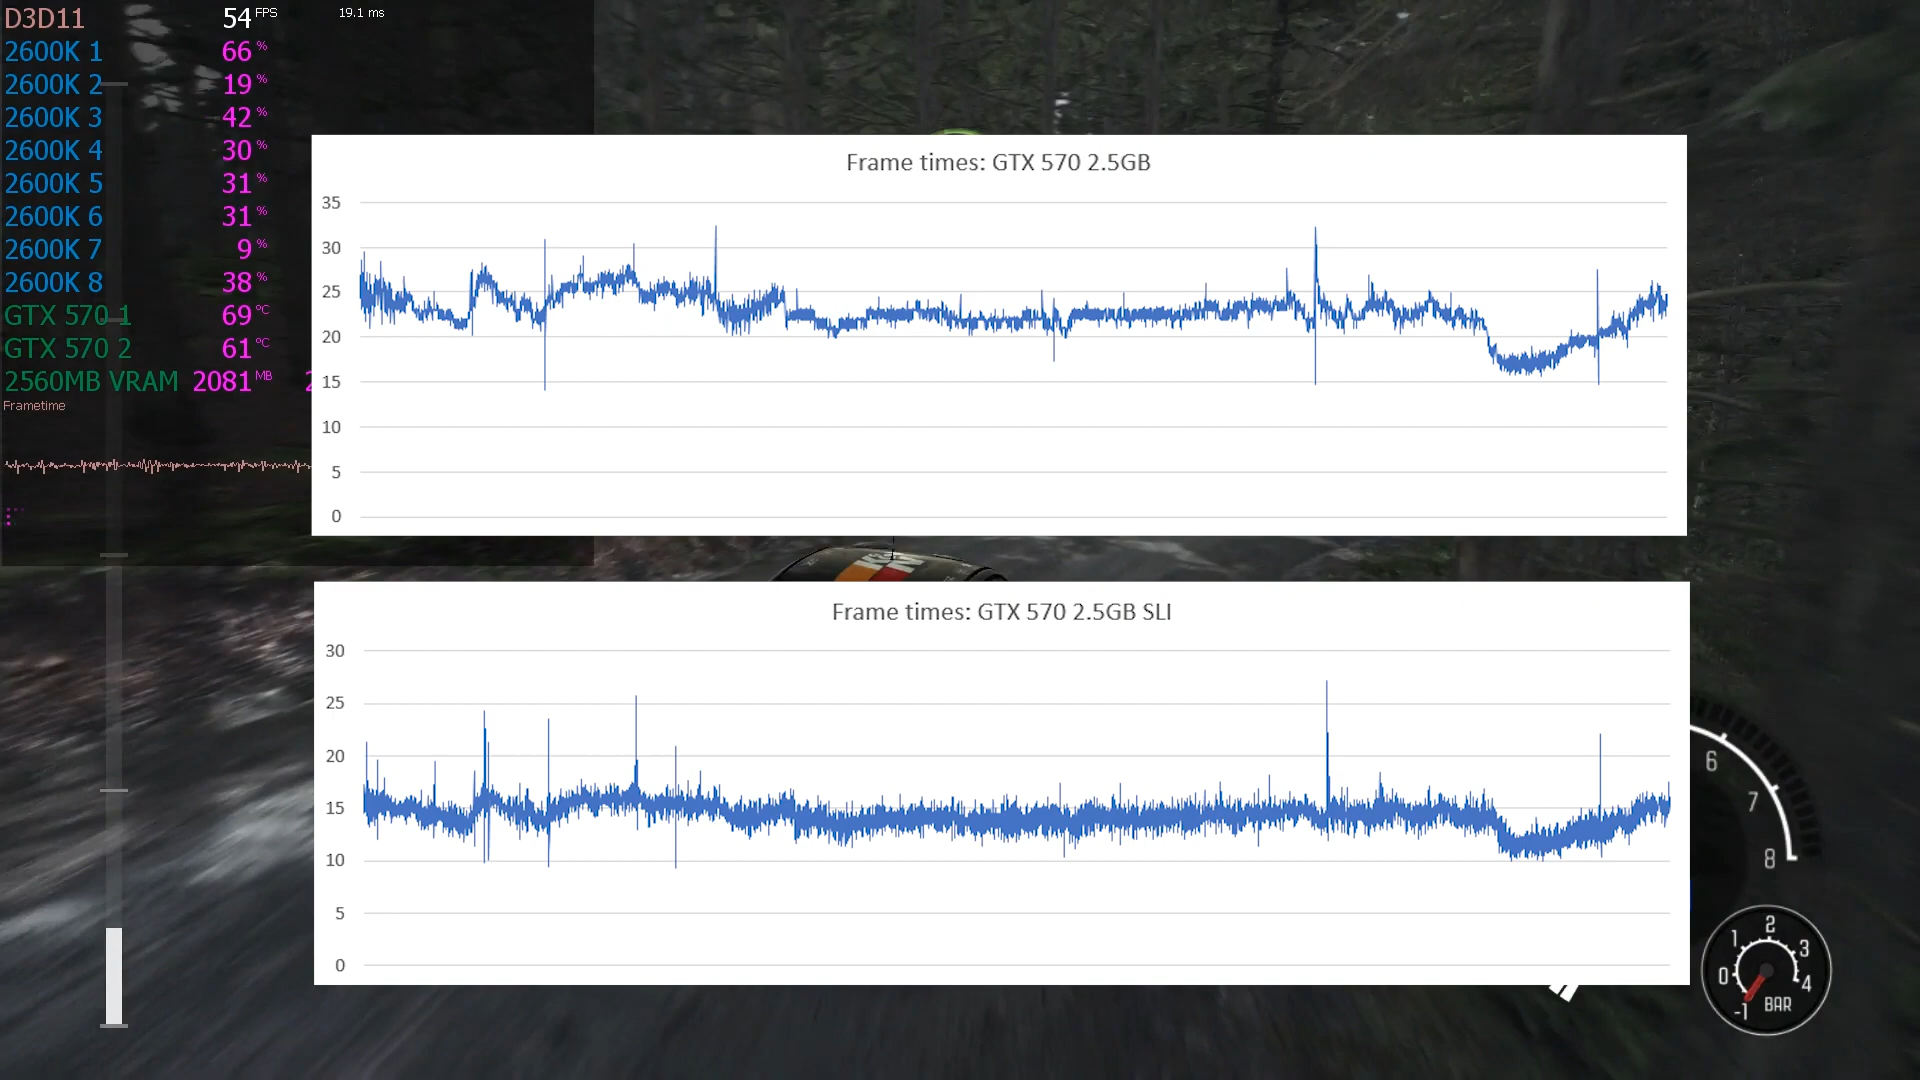 D3D11 54 FPS 19.1 ms
2600K 1 66 %
2600K 2 19 %
2600K 3 42 %
2600K 4 30 %
2600K 5 31 %
2600K 6 31 %
2600K 7 9 %
2600K 8 38 %
GTX 570 1 69 °C
GTX 570 2 61 °C
2560MB VRAM 2081 MB 2
Frametime
Frame times: GTX 570 2.5GB
35
30
25
20
15
10
5
0
Frame times: GTX 570 2.5GB SLI
30
25
20
15
10
5
0
6
7
8
-1
0
1
2
3
4
BAR